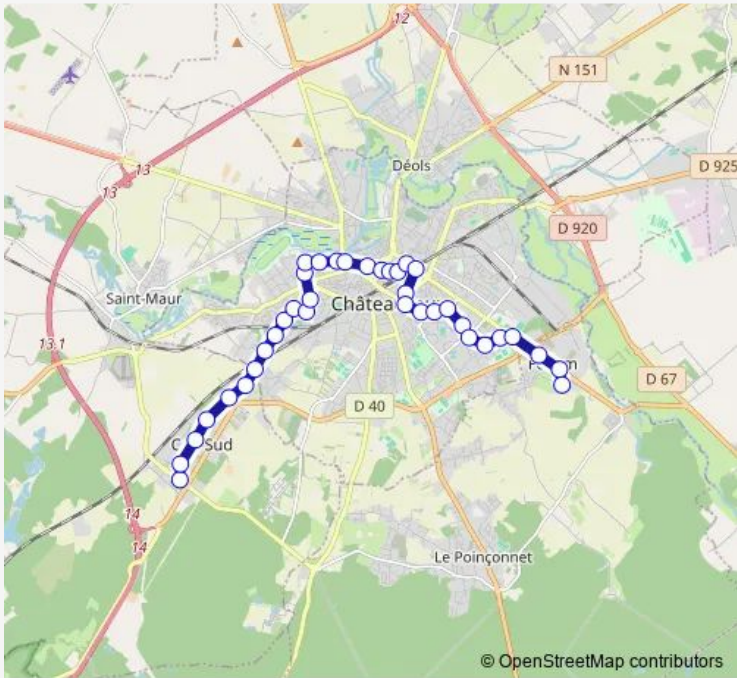 12
N 151
Déols
D 925
13
13
D 920
Saint-Maur
Châtea
13.1
D 67
D 40
Sud
14
14
Le Poinçonnet
© OpenStreetMap contributors